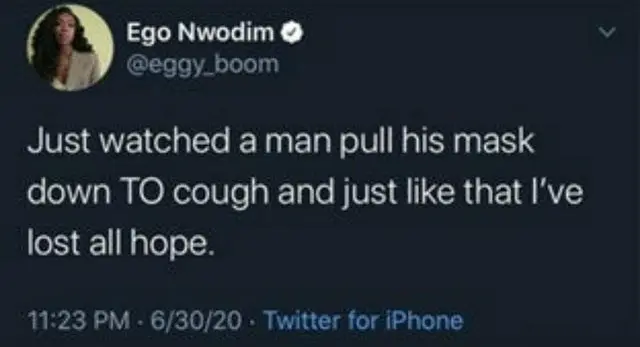 Ego Nwodim
@eggy_boom
Just watched a man pull his mask
down TO cough and just like that I've
lost all hope.
11:23 PM · 6/30/20 · Twitter for iPhone